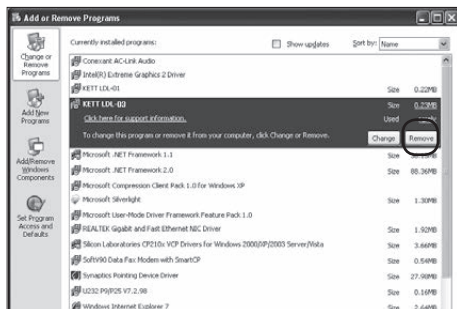 Add or Remove Programs
Change or Remove Programs
Add New Programs
Add/Remove Windows Components
Set Program Access and Defaults
Currently installed programs:
Show updates
Sort by: Name
Conexant AC-Link Audio
Intel(R) Extreme Graphics 2 Driver
KETT LDL-01 Size 0.22MB
KETT LDL-03 Size 0.23MB
Click here for support information. Used
To change this program or remove it from your computer, click Change or Remove. Change Remove
Microsoft .NET Framework 1.1 Size
Microsoft .NET Framework 2.0 Size 88.36MB
Microsoft Compression Client Pack 1.0 for Windows XP
Microsoft Silverlight Size 1.30MB
Microsoft User-Mode Driver Framework Feature Pack 1.0
REALTEK Gigabit and Fast Ethernet NIC Driver Size 1.92MB
Silicon Laboratories CP210x VCP Drivers for Windows 2000/XP/2003 Server/Vista Size 3.66MB
SoftV90 Data Fax Modem with SmartCP Size 0.54MB
Synaptics Pointing Device Driver Size 27.98MB
U232 P9/P25 V7.2.98 Size 0.16MB
Windows Internet Explorer 7 Size 2.64MB